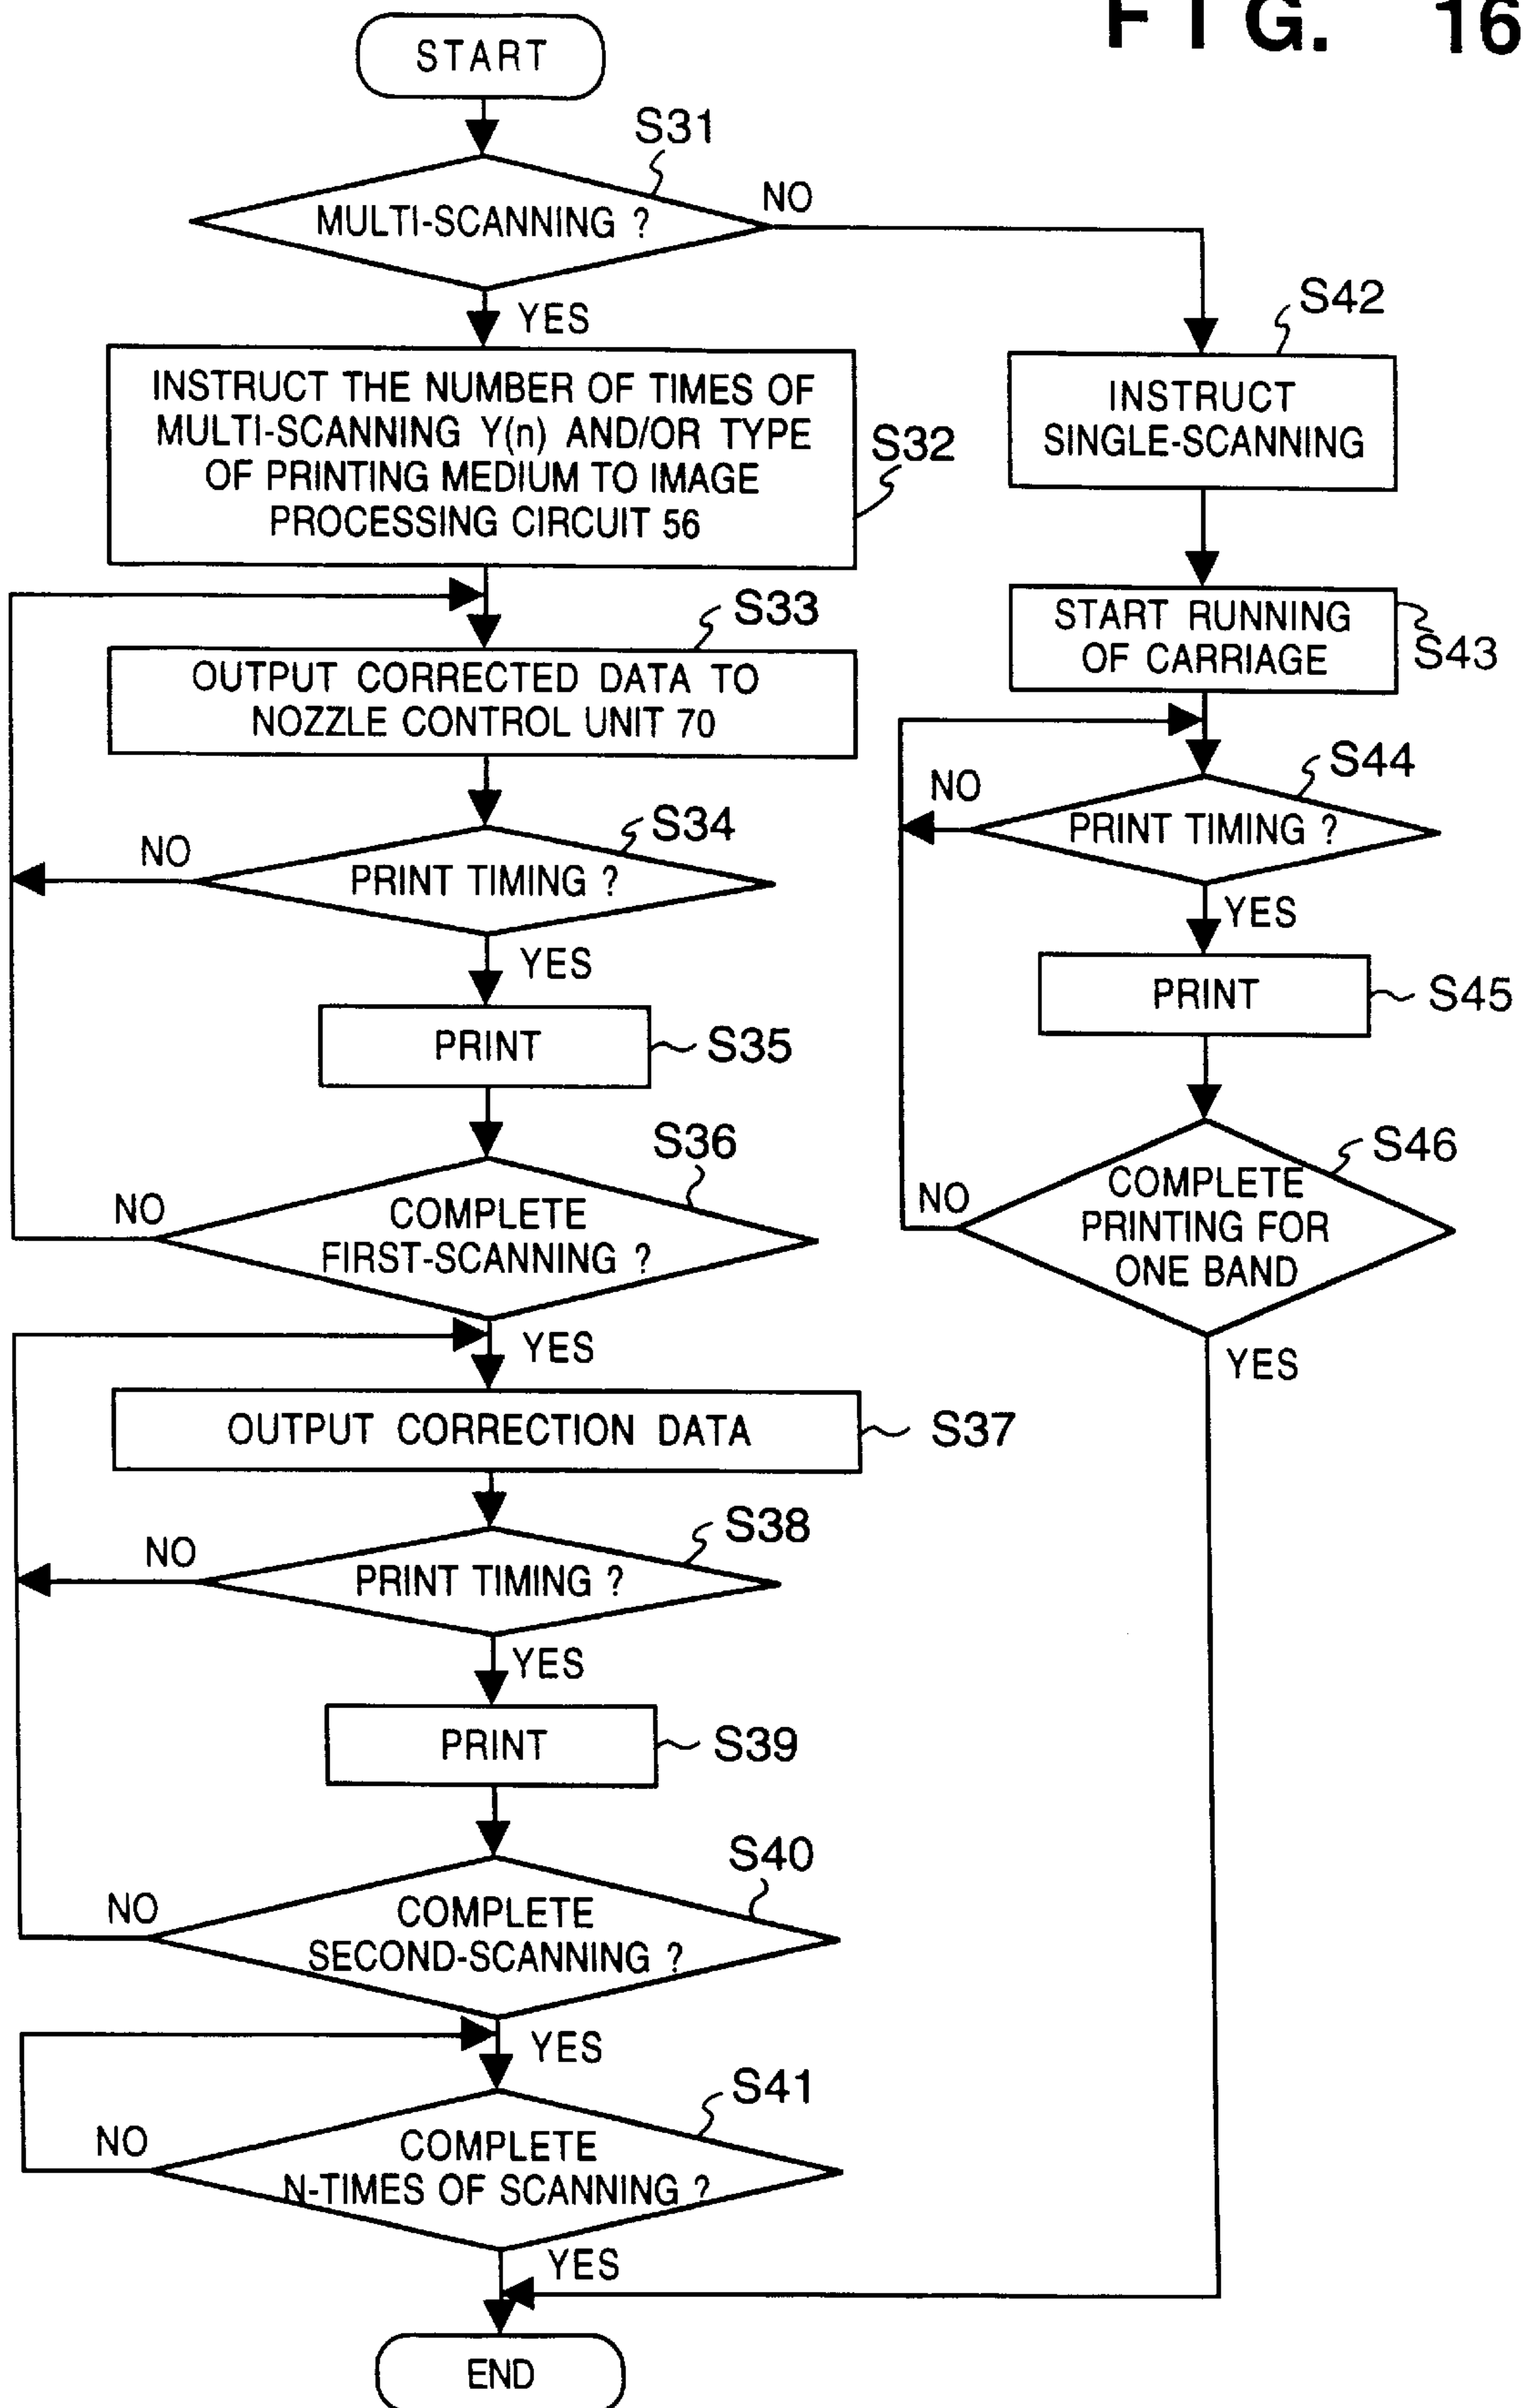 FIG. 16
START
S31
MULTI-SCANNING ?
NO
YES
S42
INSTRUCT THE NUMBER OF TIMES OF
MULTI-SCANNING Y(n) AND/OR TYPE
OF PRINTING MEDIUM TO IMAGE
PROCESSING CIRCUIT 56
S32
INSTRUCT
SINGLE-SCANNING
S33
OUTPUT CORRECTED DATA TO
NOZZLE CONTROL UNIT 70
START RUNNING
OF CARRIAGE
S43
S34
NO
PRINT TIMING ?
YES
S44
NO
PRINT TIMING ?
YES
PRINT
S35
PRINT
S45
S36
NO
COMPLETE
FIRST-SCANNING ?
YES
S46
NO
COMPLETE
PRINTING FOR
ONE BAND
YES
OUTPUT CORRECTION DATA
S37
S38
NO
PRINT TIMING ?
YES
PRINT
S39
S40
NO
COMPLETE
SECOND-SCANNING ?
YES
S41
NO
COMPLETE
N-TIMES OF SCANNING ?
YES
END